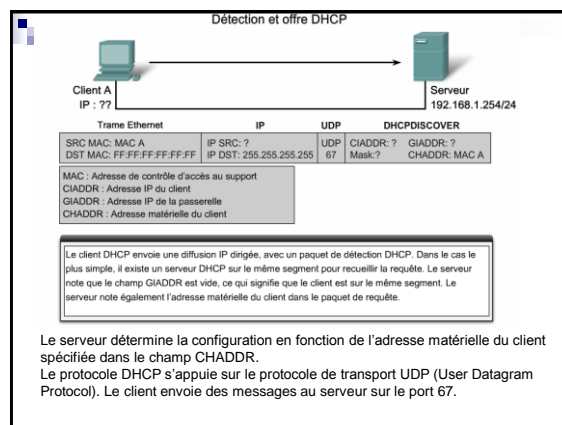 Détection et offre DHCP
Client A
IP : ??
Serveur
192.168.1.254/24
Trame Ethernet IP UDP DHCPDISCOVER
SRC MAC: MAC A IP SRC: ? UDP CIADDR: ? GIADDR: ?
DST MAC: FF:FF:FF:FF:FF:FF IP DST: 255.255.255.255 67 Mask:? CHADDR: MAC A
MAC : Adresse de contrôle d'accès au support
CIADDR : Adresse IP du client
GIADDR : Adresse IP de la passerelle
CHADDR : Adresse matérielle du client
Le client DHCP envoie une diffusion IP dirigée, avec un paquet de détection DHCP. Dans le cas le
plus simple, il existe un serveur DHCP sur le même segment pour recueillir la requête. Le serveur
note que le champ GIADDR est vide, ce qui signifie que le client est sur le même segment. Le
serveur note également l'adresse matérielle du client dans le paquet de requête.
Le serveur détermine la configuration en fonction de l'adresse matérielle du client
spécifiée dans le champ CHADDR.
Le protocole DHCP s'appuie sur le protocole de transport UDP (User Datagram
Protocol). Le client envoie des messages au serveur sur le port 67.